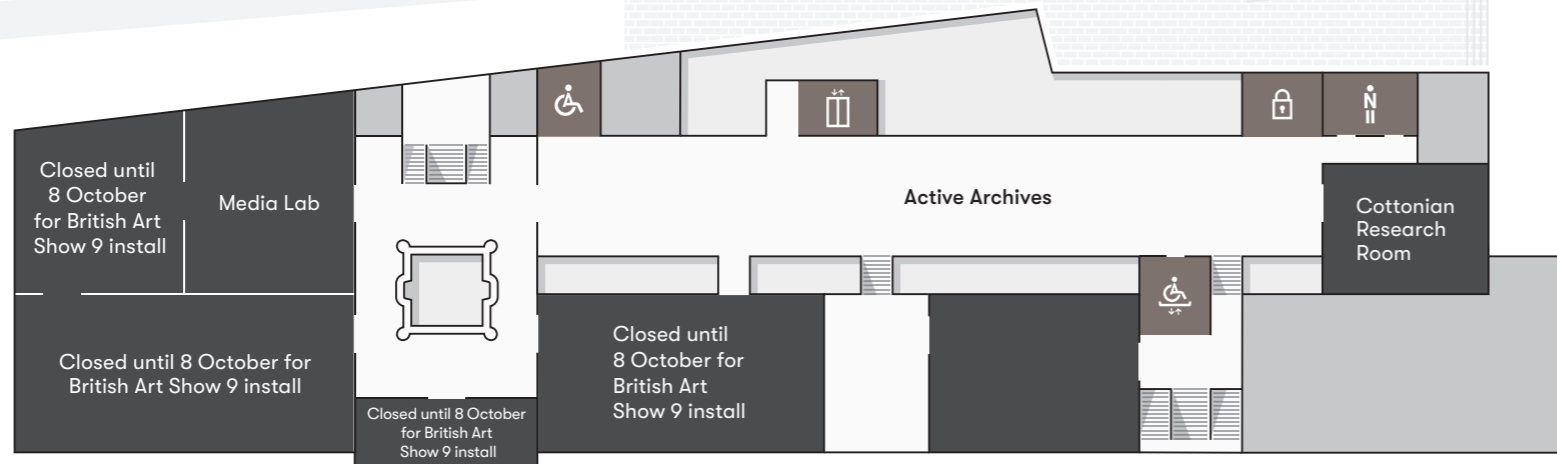 Closed until
8 October
for British Art
Show 9 install
Media Lab
Active Archives
Cottonian
Research
Room
Closed until 8 October for
British Art Show 9 install
Closed until 8 October
for British Art
Show 9 install
Closed until
8 October for
British Art
Show 9 install